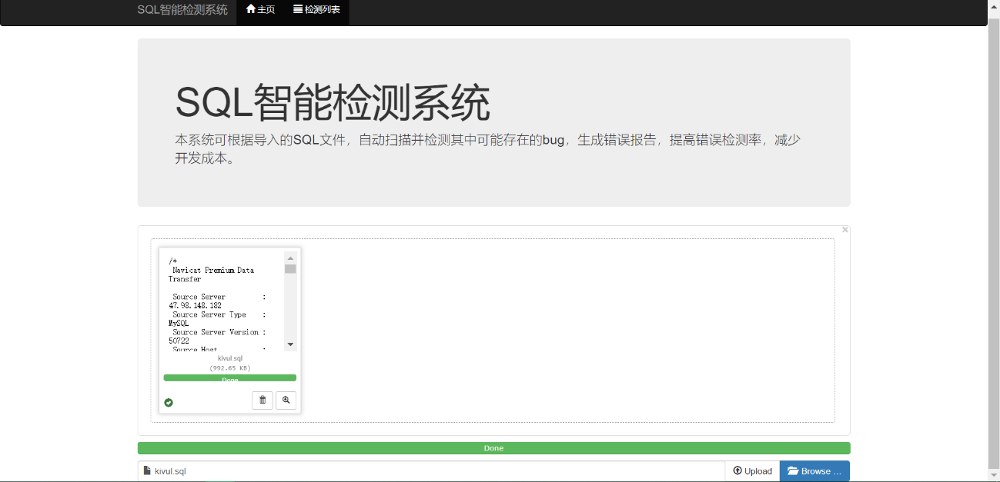 SQL智能检测系统 主页 检测列表
SQL智能检测系统
本系统可根据导入的SQL文件，自动扫描并检测其中可能存在的bug，生成错误报告，提高错误检测率，减少
开发成本。
/*
Navicat Premium Data
Transfer
Source Server :
47.98.148.182
Source Server Type :
MySQL
Source Server Version :
50722
Source Host :
kivul.sql
(992.65 KB)
Done
Done
kivul.sql Upload Browse ...